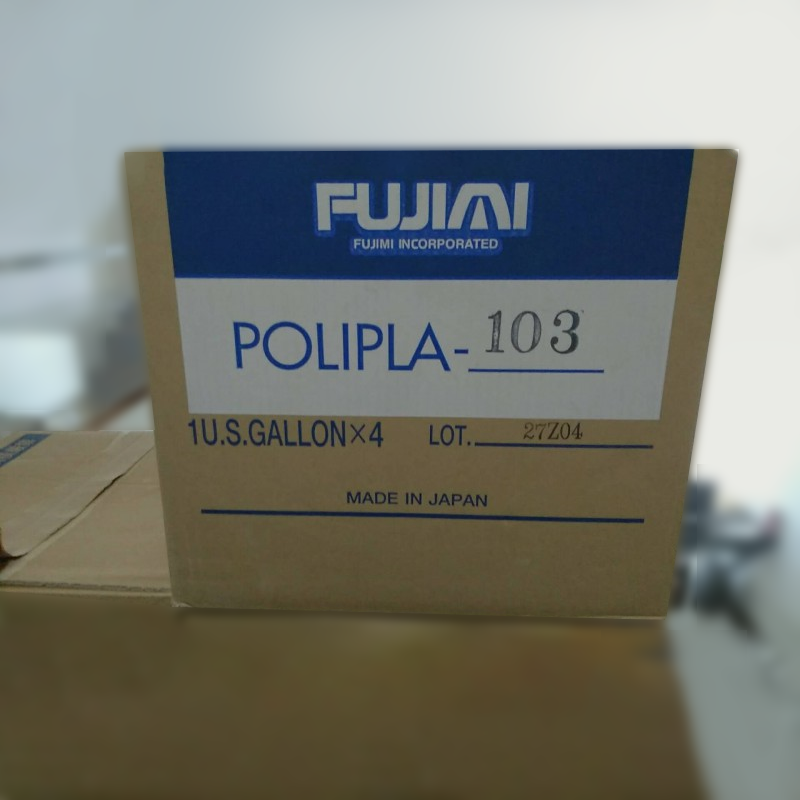 FUJIMI
FUJIMI INCORPORATED
POLIPLA-103
1U.S.GALLON×4 LOT. 27Z04
MADE IN JAPAN